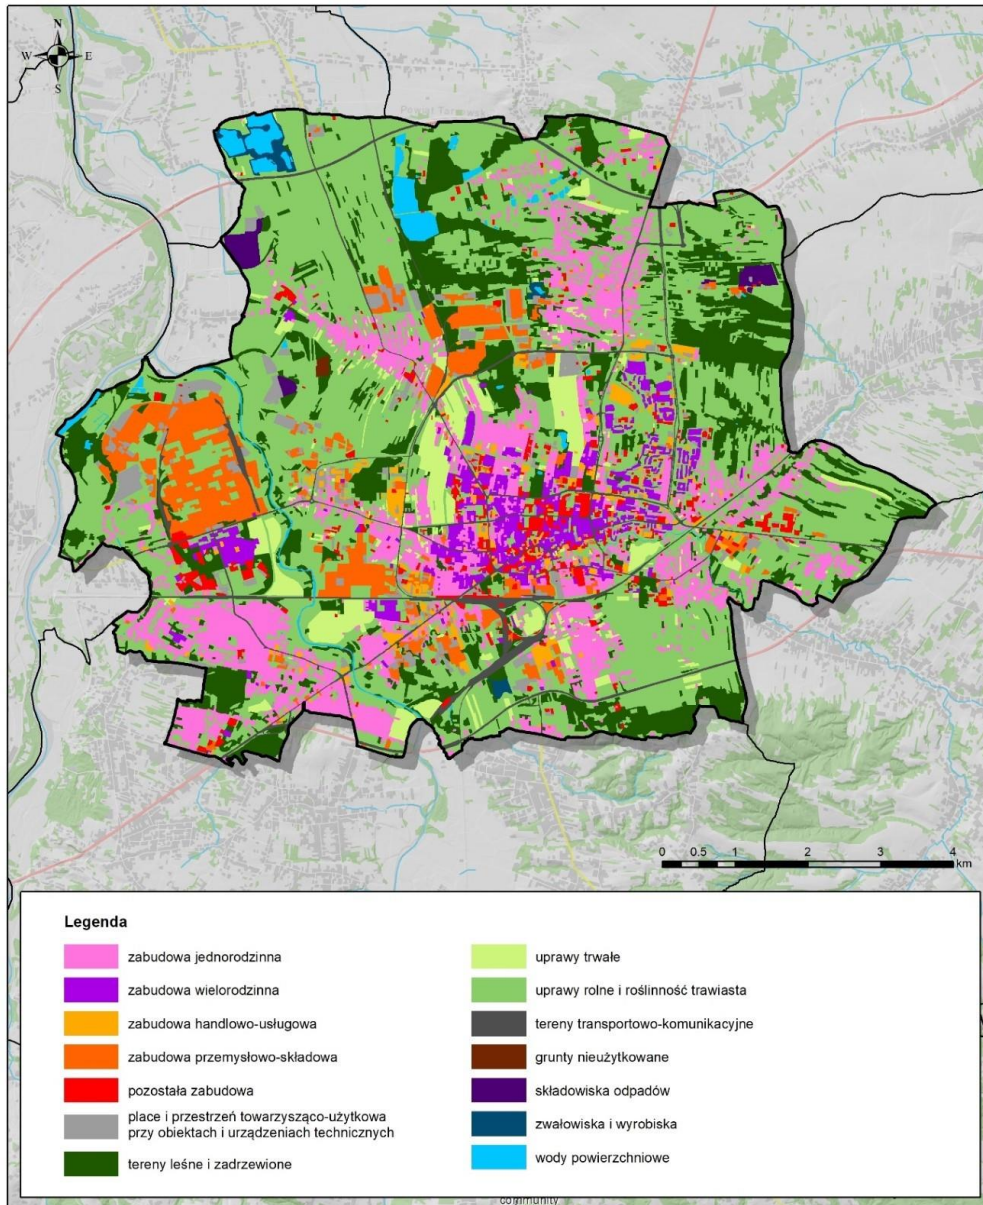 N
W E
S
0 0.5 1 2 3 4
km
Legenda
zabudowa jednorodzinna
zabudowa wielorodzinna
zabudowa handlowo-usługowa
zabudowa przemysłowo-składowa
pozostała zabudowa
place i przestrzeń towarzysząco-użytkowa
przy obiektach i urządzeniach technicznych
tereny leśne i zadrzewione
uprawy trwałe
uprawy rolne i roślinność trawiasta
tereny transportowo-komunikacyjne
grunty nieużytkowane
składowiska odpadów
zwałowiska i wyrobiska
wody powierzchniowe
community